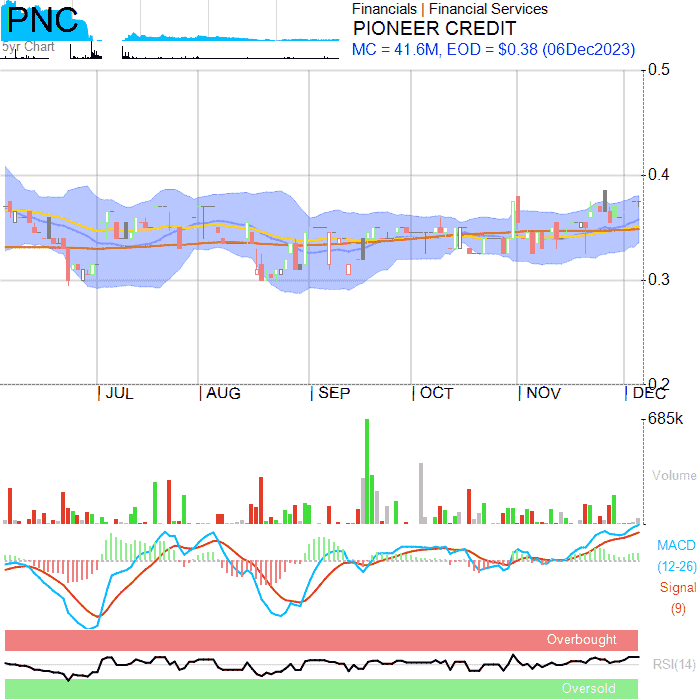 PNC
5yr Chart
Financials | Financial Services
PIONEER CREDIT
MC = 41.6M, EOD = $0.38 (06Dec2023)
0.5
0.4
0.3
0.2
JUL AUG SEP OCT NOV DEC
685k
Volume
MACD
(12-26)
Signal
(9)
Overbought
RSI(14)
Oversold